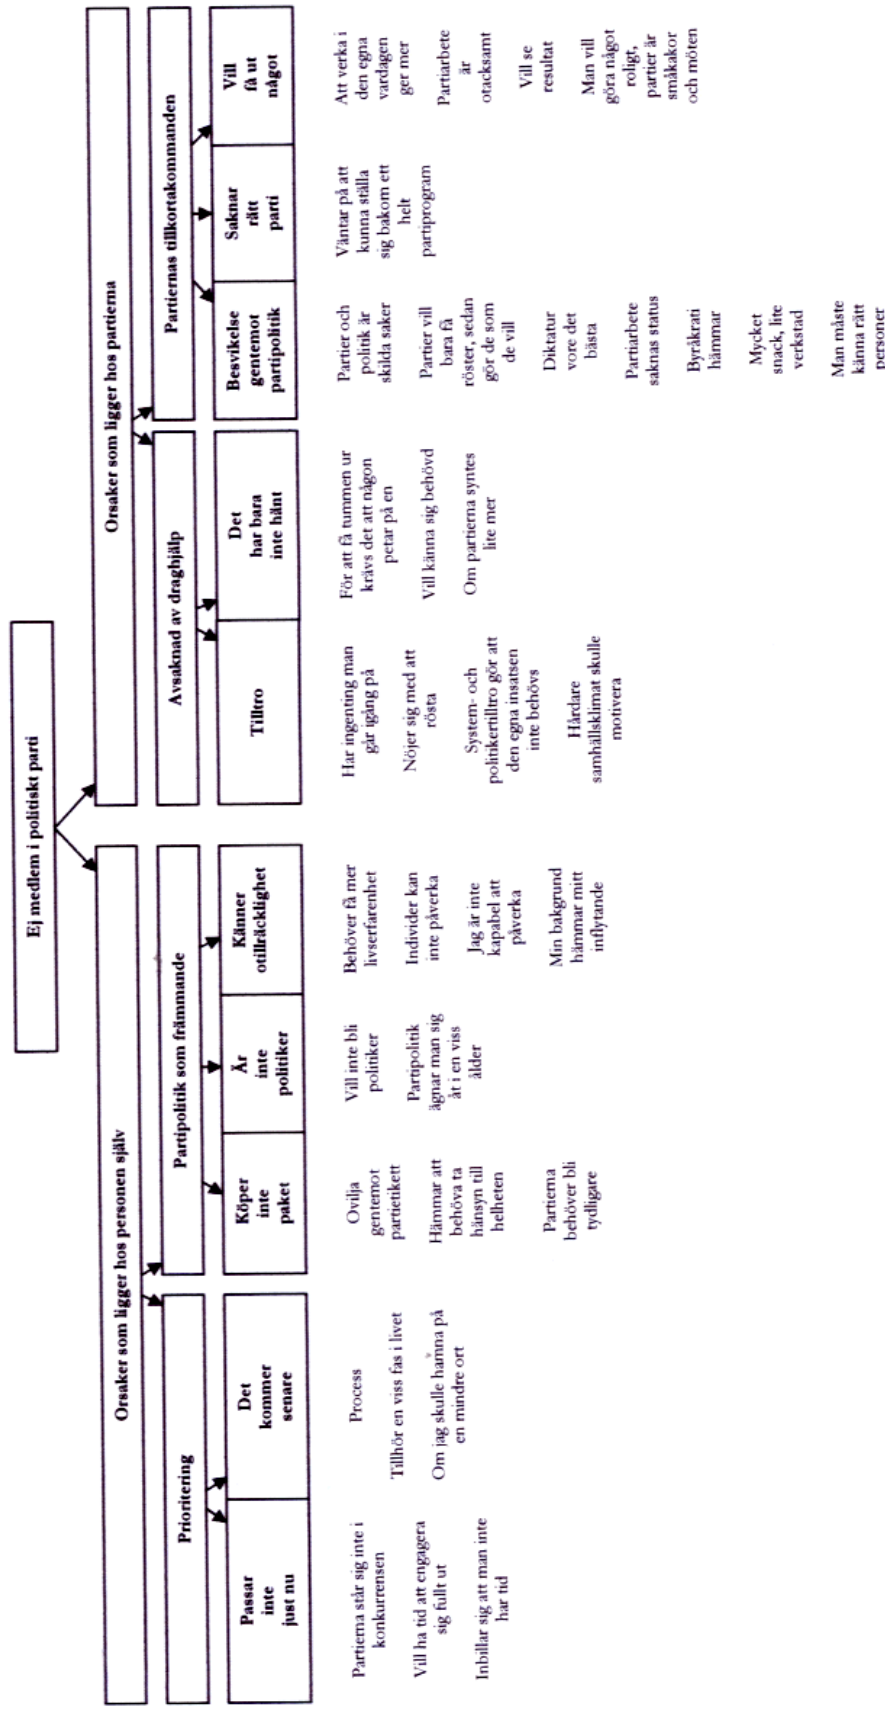 Ej medlem i politiskt parti
Orsaker som ligger hos personen själv
Orsaker som ligger hos partierna
Prioritering
Partipolitik som främmande
Avsaknad av draghjälp
Partiernas tillkortakommanden
Passar
inte
just nu
Det
kommer
senare
Köper
inte
paket
Är
inte
politiker
Känner
otillräcklighet
Tilltro
Det
har bara
inte hänt
Besvikelse
gentemot
partipolitik
Saknar
rätt
parti
Vill
få ut
något
Partierna står sig inte i
konkurrensen
Vill ha tid att engagera
sig fullt ut
Inbillar sig att man inte
har tid
Process
Tillhör en viss fas i livet
Om jag skulle hamna på
en mindre ort
Ovilja
gentemot
partietikett
Hämmar att
behöva ta
hänsyn till
helheten
Partierna
behöver bli
tydligare
Vill inte bli
politiker
Partipolitik
ägnar man sig
åt i en viss
ålder
Behöver få mer
livserfarenhet
Individer kan
inte påverka
Jag är inte
kapabel att
påverka
Min bakgrund
hämmar mitt
inflytande
Har ingenting man
går igång på
Nöjer sig med att
rösta
System- och
politikertilltro gör att
den egna insatsen
inte behövs
Hårdare
samhällsklimat skulle
motivera
För att få tummen ur
krävs det att någon
petar på en
Vill känna sig behövd
Om partierna syntes
lite mer
Partier och
politik är
skilda saker
Partier vill
bara få
röster, sedan
gör de som
de vill
Diktatur
vore det
bästa
Partiarbete
saknas status
Byråkrati
hämmar
Mycket
snack, lite
verkstad
Man måste
känna rätt
personer
Väntar på att
kunna ställa
sig bakom ett
helt
partiprogram
Att verka i
den egna
vardagen
ger mer
Partiarbete
är
otacksamt
Vill se
resultat
Man vill
göra något
roligt,
partier är
småkakor
och möten